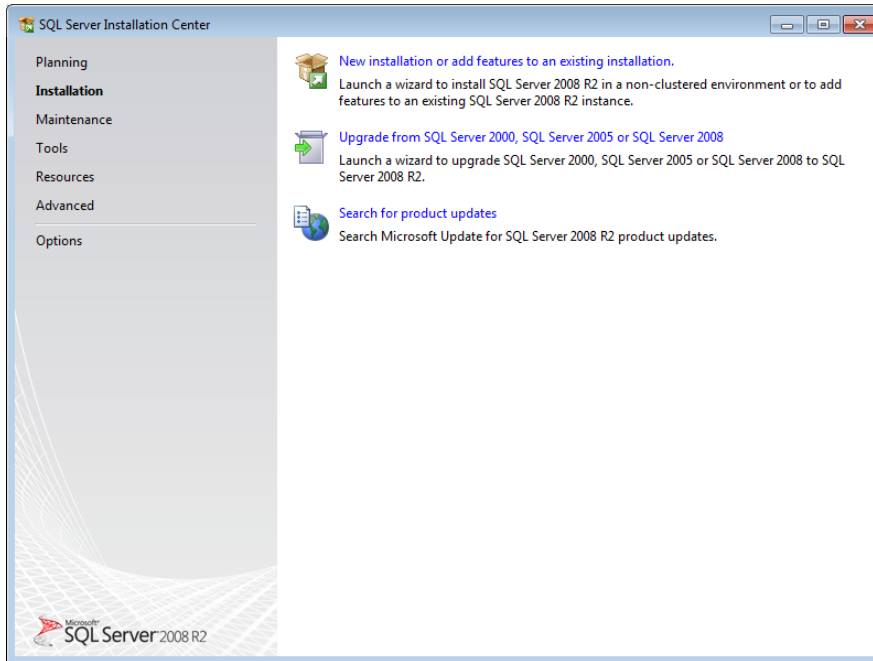 SQL Server Installation Center
Planning
Installation
Maintenance
Tools
Resources
Advanced
Options
New installation or add features to an existing installation.
Launch a wizard to install SQL Server 2008 R2 in a non-clustered environment or to add
features to an existing SQL Server 2008 R2 instance.
Upgrade from SQL Server 2000, SQL Server 2005 or SQL Server 2008
Launch a wizard to upgrade SQL Server 2000, SQL Server 2005 or SQL Server 2008 to SQL
Server 2008 R2.
Search for product updates
Search Microsoft Update for SQL Server 2008 R2 product updates.
Microsoft®
SQL Server 2008 R2